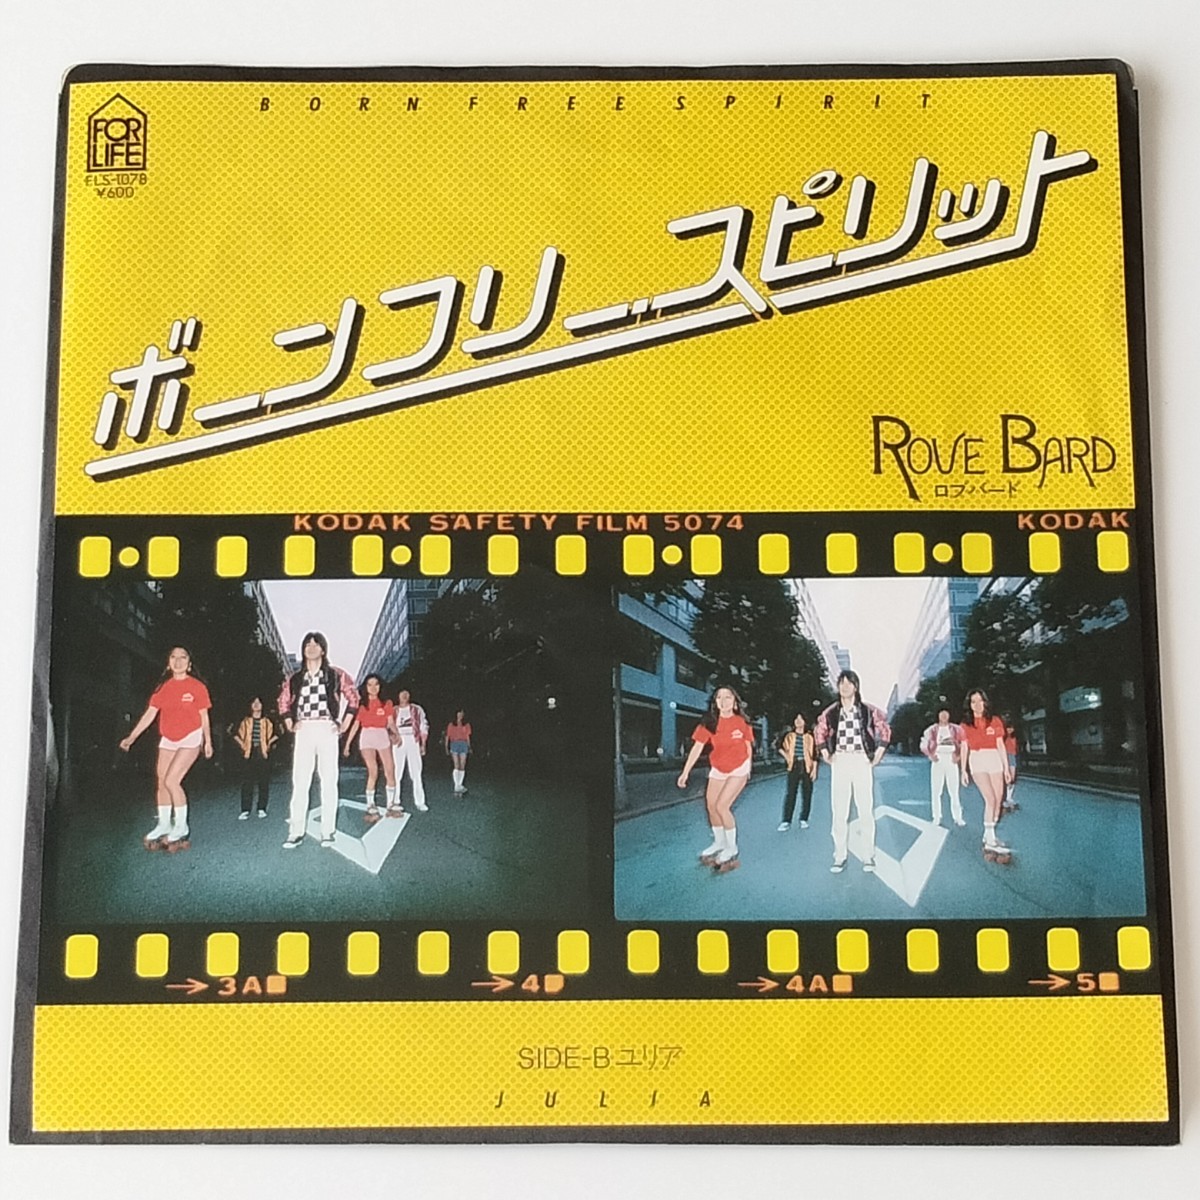 BORN FREE SPIRIT
FOR
LIFE
FLS-1078
¥600
ボーンフリースピリット
ROVE BARD
ロブ・バード
KODAK SAFETY FILM 5074 KODAK
→3A →4 →4A →5
SIDE-B ユリア
JULIA